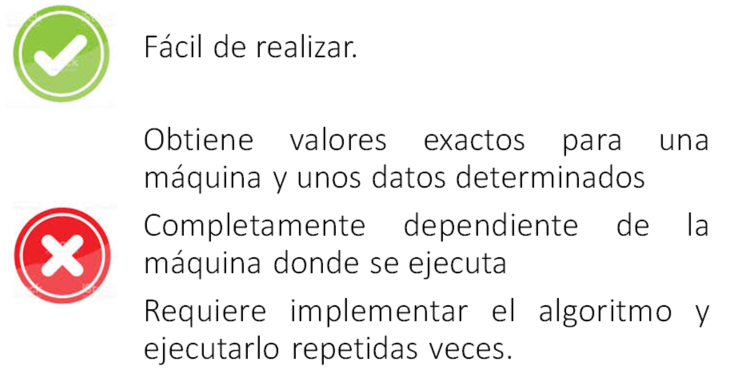 Fácil de realizar.
Obtiene valores exactos para una
máquina y unos datos determinados
Completamente dependiente de la
máquina donde se ejecuta
Requiere implementar el algoritmo y
ejecutarlo repetidas veces.